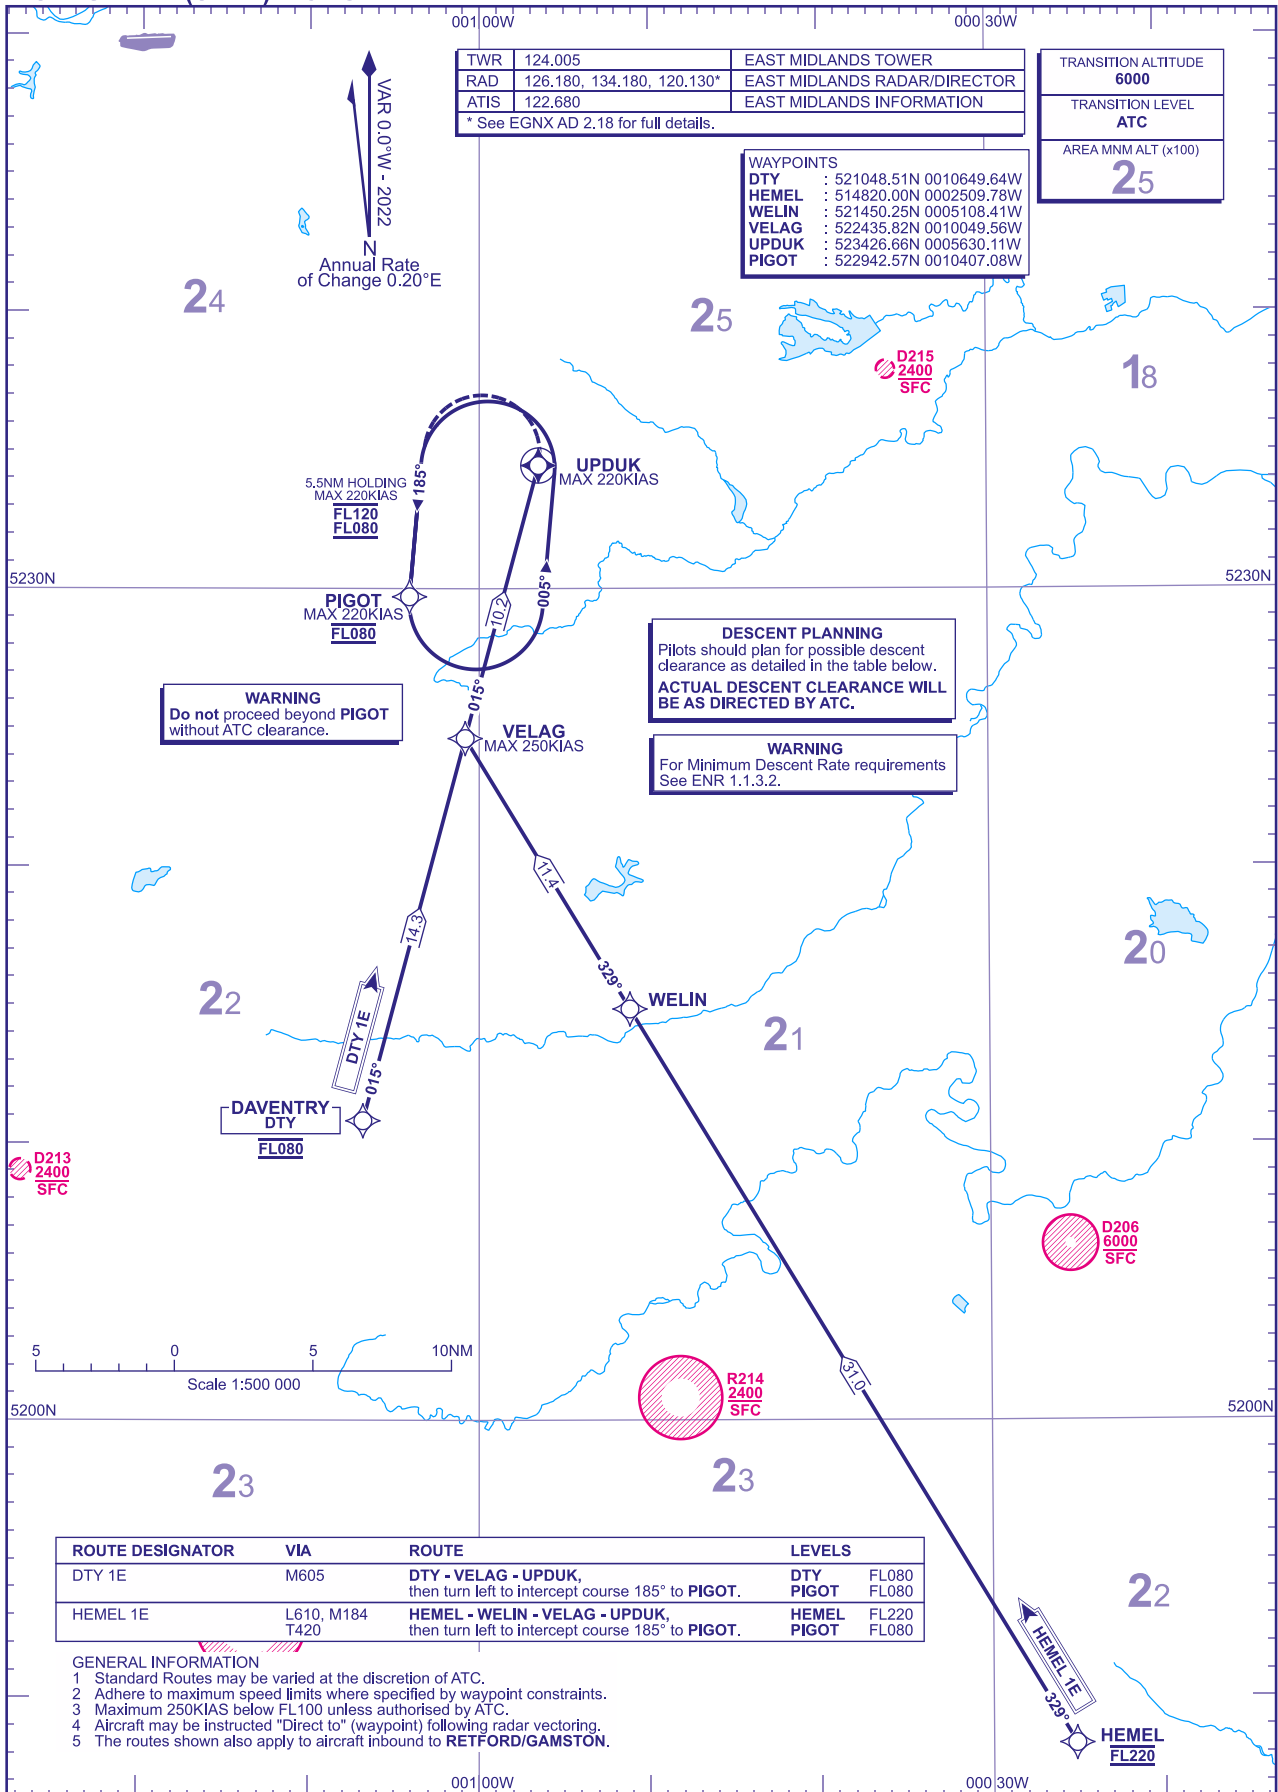 001:00W
000:30W
TWR 124.005 EAST MIDLANDS TOWER
RAD 126.180, 134.180, 120.130* EAST MIDLANDS RADAR/DIRECTOR
ATIS 122.680 EAST MIDLANDS INFORMATION
* See EGNX AD 2.18 for full details.
TRANSITION ALTITUDE
6000
TRANSITION LEVEL
ATC
AREA MNM ALT (x100)
25
VAR 0.0°W - 2022
N
Annual Rate
of Change 0.20°E
WAYPOINTS
DTY : 521048.51N 0010649.64W
HEMEL : 514820.00N 0002509.78W
WELIN : 521450.25N 0005108.41W
VELAG : 522435.82N 0010049.56W
UPDUK : 523426.66N 0005630.11W
PIGOT : 522942.57N 0010407.08W
24
25
D215
2400
SFC
18
UPDUK
MAX 220KIAS
185°
5.5NM HOLDING
MAX 220KIAS
FL120
FL080
5230N
5230N
005°
PIGOT
MAX 220KIAS
FL080
10.2
015°
DESCENT PLANNING
Pilots should plan for possible descent
clearance as detailed in the table below.
ACTUAL DESCENT CLEARANCE WILL
BE AS DIRECTED BY ATC.
WARNING
Do not proceed beyond PIGOT
without ATC clearance.
VELAG
MAX 250KIAS
WARNING
For Minimum Descent Rate requirements
See ENR 1.1.3.2.
11.4
14.3
20
329°
WELIN
22
21
DTY 1E
015°
DAVENTRY
DTY
FL080
D213
2400
SFC
D206
6000
SFC
5 0 5 10NM
Scale 1:500 000
31.0
R214
2400
SFC
5200N
5200N
23
23
ROUTE DESIGNATOR VIA ROUTE LEVELS
DTY 1E M605 DTY - VELAG - UPDUK, DTY FL080
then turn left to intercept course 185° to PIGOT. PIGOT FL080
HEMEL 1E L610, M184 HEMEL - WELIN - VELAG - UPDUK, HEMEL FL220
T420 then turn left to intercept course 185° to PIGOT. PIGOT FL080
22
HEMEL 1E
329°
HEMEL
FL220
GENERAL INFORMATION
1 Standard Routes may be varied at the discretion of ATC.
2 Adhere to maximum speed limits where specified by waypoint constraints.
3 Maximum 250KIAS below FL100 unless authorised by ATC.
4 Aircraft may be instructed "Direct to" (waypoint) following radar vectoring.
5 The routes shown also apply to aircraft inbound to RETFORD/GAMSTON.
001:00W
000:30W